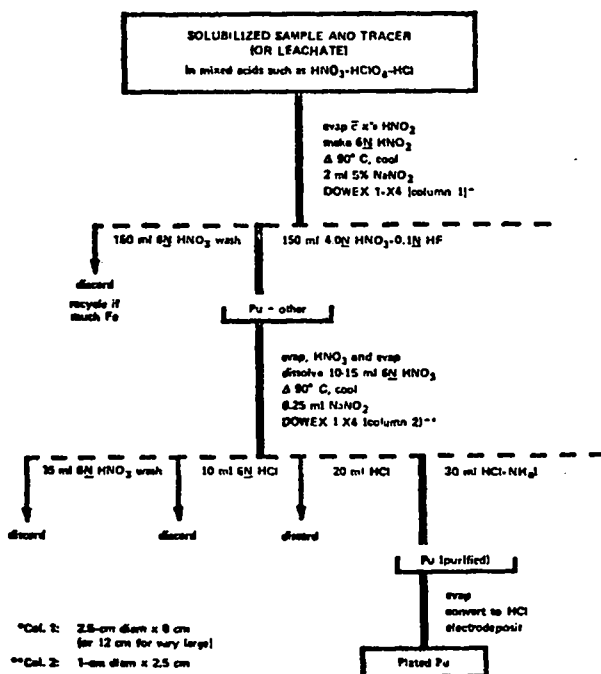 SOLUBILIZED SAMPLE AND TRACER
(OR LEACHATE)
In mixed acids such as HNO3-HClO4-HCl
evap c̄ x's HNO2
make 6N HNO2
Δ 90° C, cool
2 ml 5% NaNO2
DOWEX 1-X4 (column 1)*
150 ml 6N HNO3 wash
150 ml 4.0N HNO3-0.1N HF
discard
recycle if
much Fe
Pu - other
evap, HNO3 and evap
dissolve 10-15 ml 6N HNO3
Δ 90° C, cool
0.25 ml NaNO2
DOWEX 1 X4 (column 2)**
15 ml 6N HNO3 wash
10 ml 6N HCl
20 ml HCl
30 ml HCl-
discard
discard
discard
Pu (purified)
evap
convert to HCl
electrodeposit
Plated Pu
*Col. 1: 2.5-cm diam x 8 cm
(or 12 cm for very large)
**Col. 2: 1-cm diam x 2.5 cm